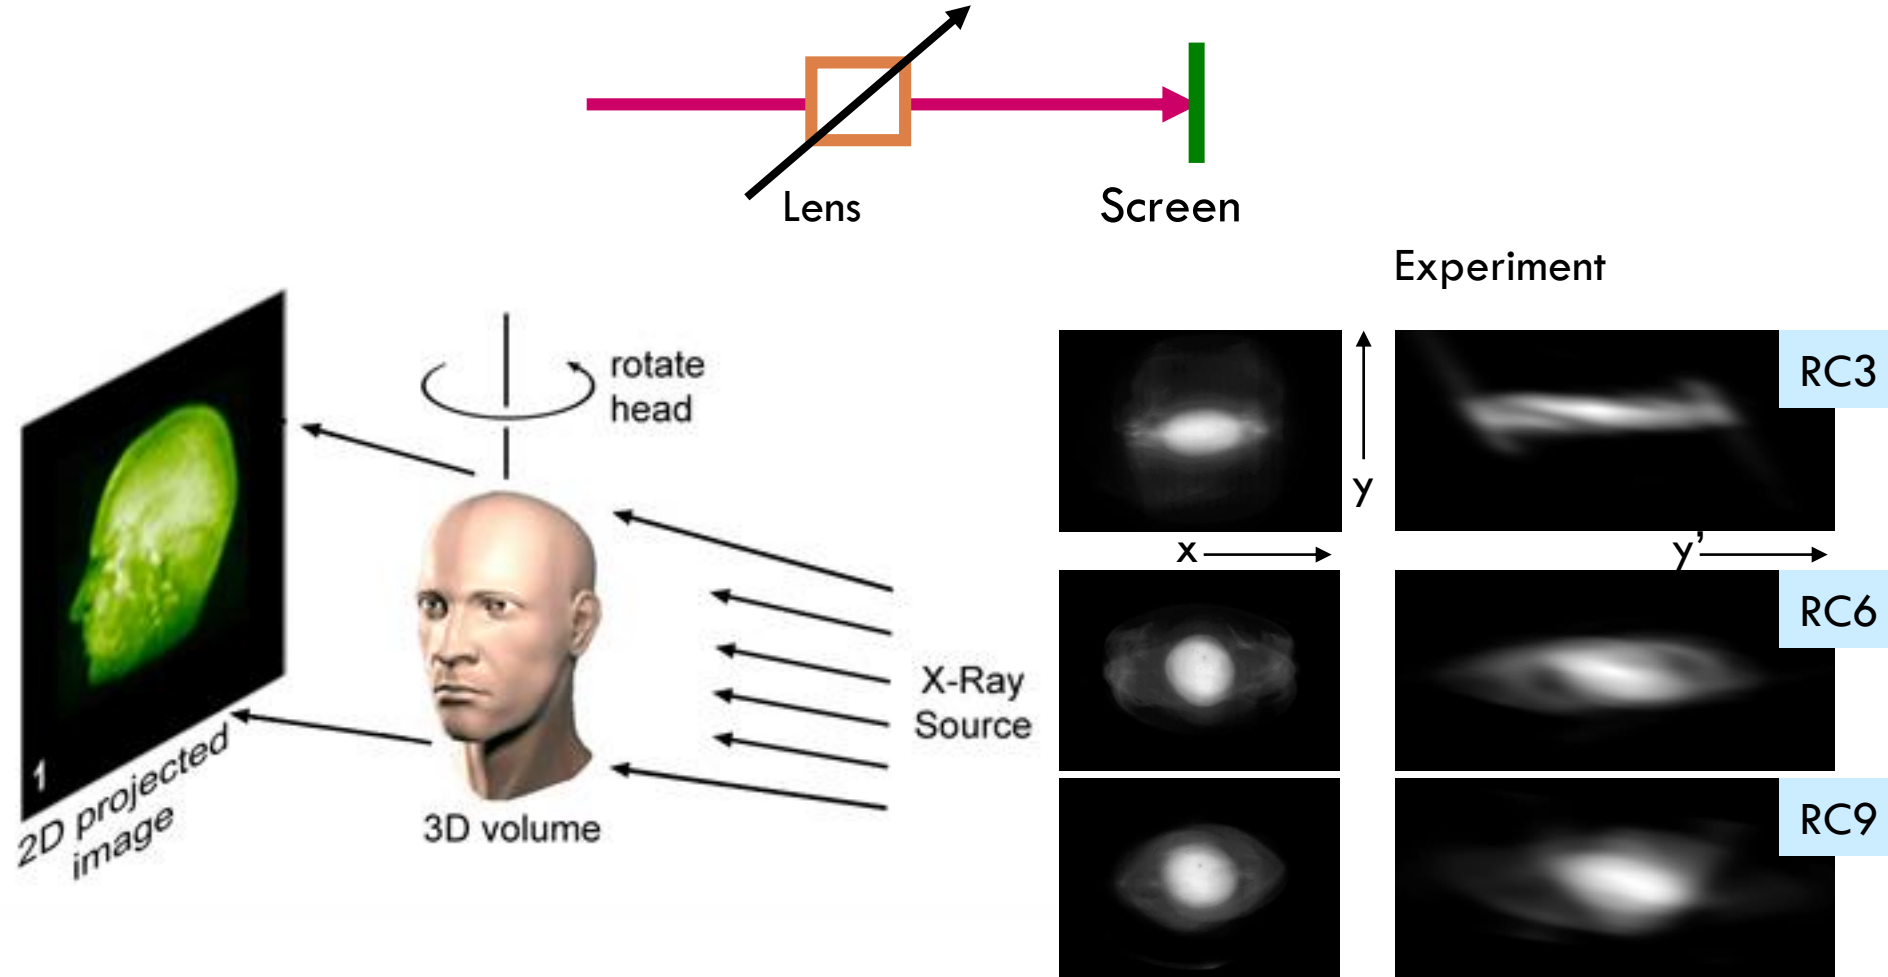 Lens
Screen
Experiment
rotate
head
X-Ray
Source
3D volume
1
2D projected
image
RC3
y
x
y’
RC6
RC9